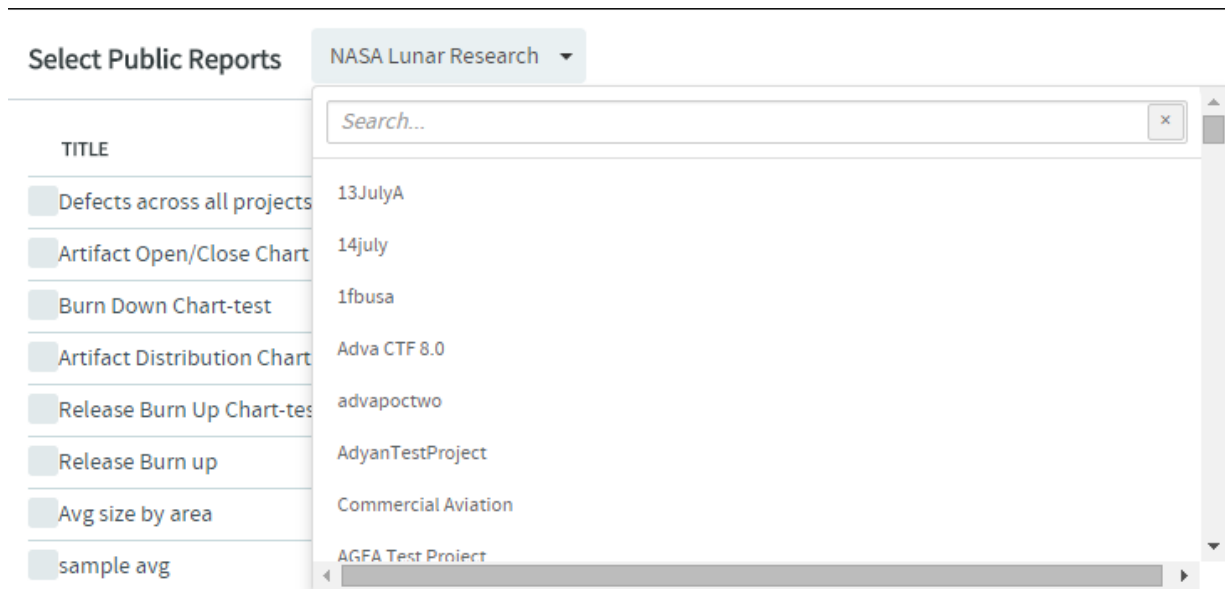 Select Public Reports NASA Lunar Research
Search...
TITLE
Defects across all projects
Artifact Open/Close Chart
Burn Down Chart-test
Artifact Distribution Chart
Release Burn Up Chart-tes
Release Burn up
Avg size by area
sample avg
13JulyA
14july
1fbusa
Adva CTF 8.0
advapoctwo
AdyanTestProject
Commercial Aviation
AGFA Test Project